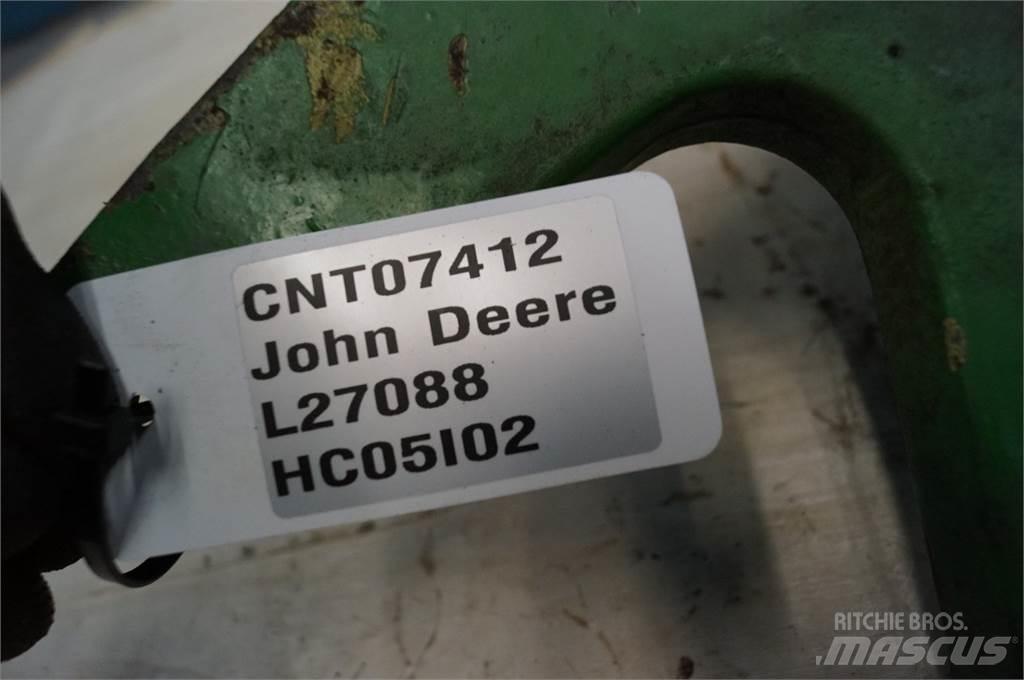 CNT07412
John Deere
L27088
HC05I02
RITCHIE BROS.
MASCUS